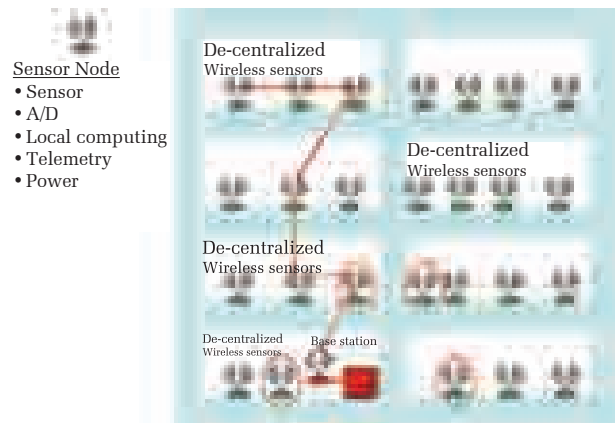 Sensor Node
• Sensor
• A/D
• Local computing
• Telemetry
• Power
De-centralized
Wireless sensors
De-centralized
Wireless sensors
De-centralized
Wireless sensors
De-centralized
Wireless sensors
Base station